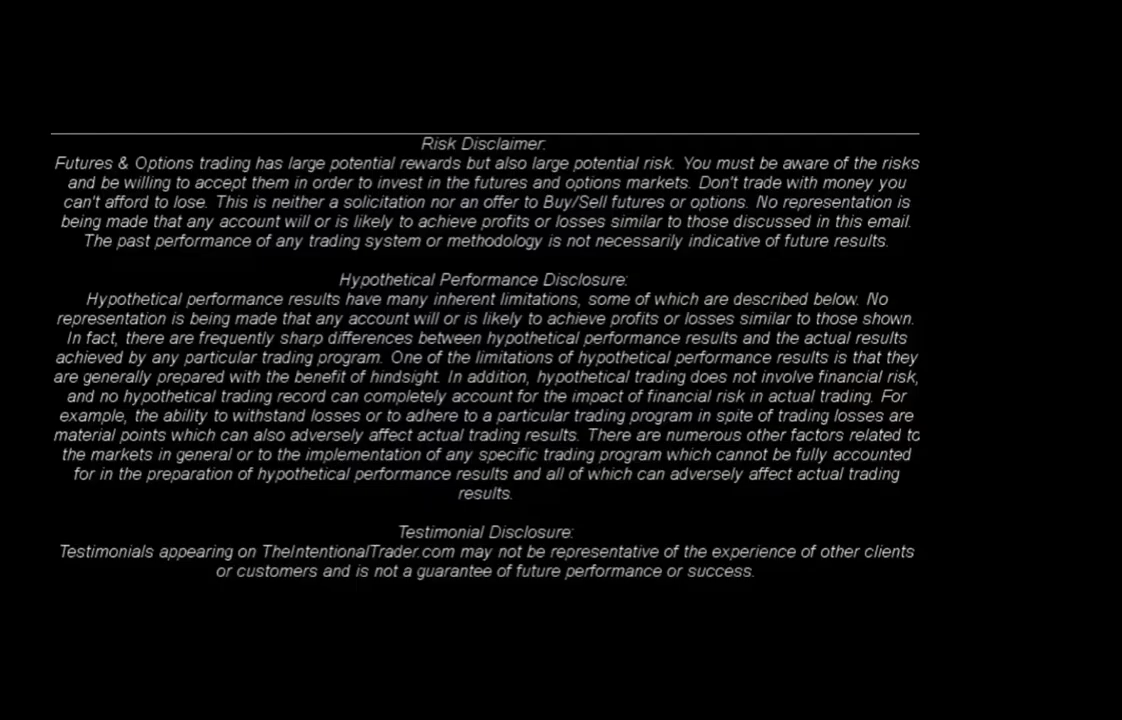 Risk Disclaimer:
Futures & Options trading has large potential rewards but also large potential risk. You must be aware of the risks
and be willing to accept them in order to invest in the futures and options markets. Don't trade with money you
can't afford to lose. This is neither a solicitation nor an offer to Buy/Sell futures or options. No representation is
being made that any account will or is likely to achieve profits or losses similar to those discussed in this email.
The past performance of any trading system or methodology is not necessarily indicative of future results.
Hypothetical Performance Disclosure:
Hypothetical performance results have many inherent limitations, some of which are described below. No
representation is being made that any account will or is likely to achieve profits or losses similar to those shown.
In fact, there are frequently sharp differences between hypothetical performance results and the actual results
achieved by any particular trading program. One of the limitations of hypothetical performance results is that they
are generally prepared with the benefit of hindsight. In addition, hypothetical trading does not involve financial risk,
and no hypothetical trading record can completely account for the impact of financial risk in actual trading. For
example, the ability to withstand losses or to adhere to a particular trading program in spite of trading losses are
material points which can also adversely affect actual trading results. There are numerous other factors related to
the markets in general or to the implementation of any specific trading program which cannot be fully accounted
for in the preparation of hypothetical performance results and all of which can adversely affect actual trading
results.
Testimonial Disclosure:
Testimonials appearing on TheIntentionalTrader.com may not be representative of the experience of other clients
or customers and is not a guarantee of future performance or success.